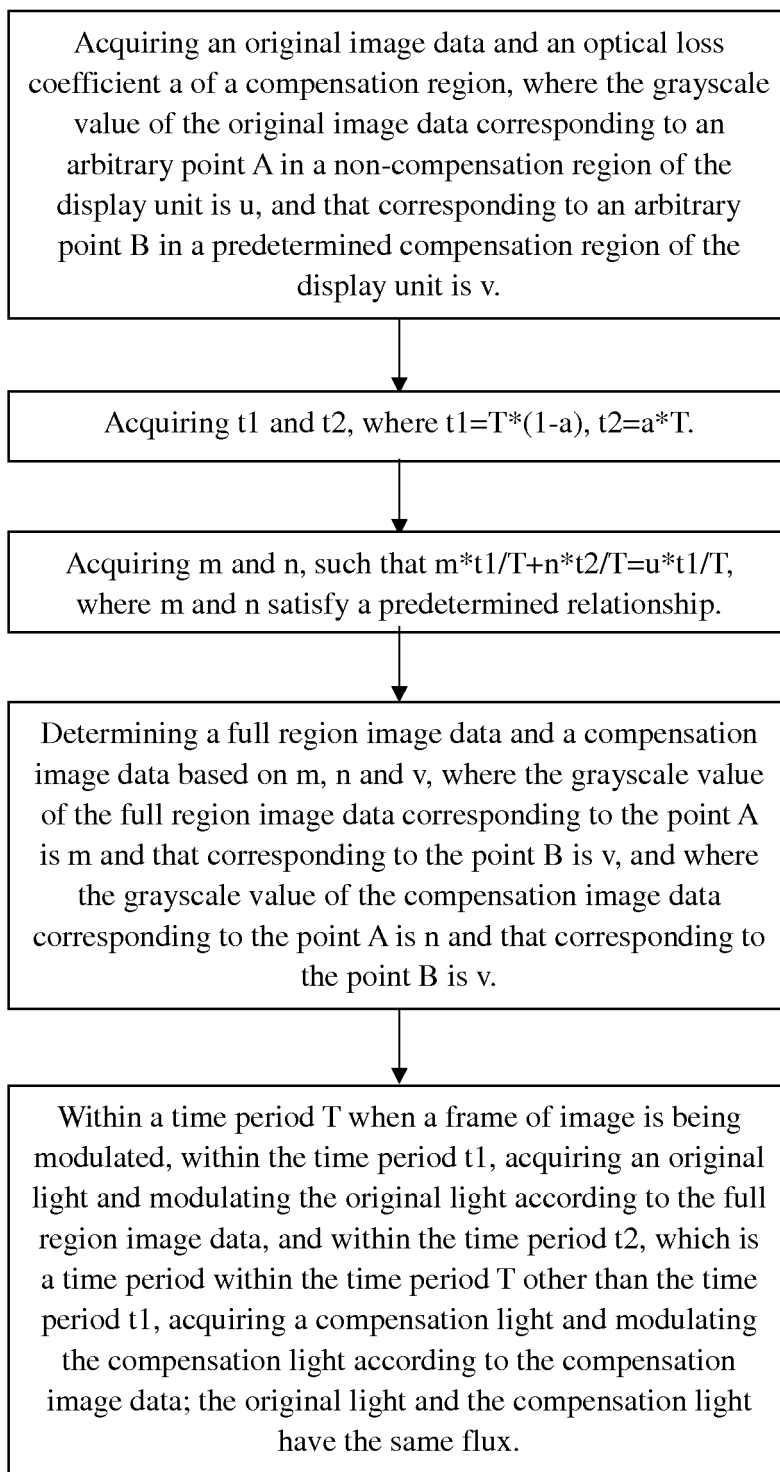 Acquiring an original image data and an optical loss
coefficient a of a compensation region, where the grayscale
value of the original image data corresponding to an
arbitrary point A in a non-compensation region of the
display unit is u, and that corresponding to an arbitrary
point B in a predetermined compensation region of the
display unit is v.
Acquiring t1 and t2, where t1=T*(1-a), t2=a*T.
Acquiring m and n, such that m*t1/T+n*t2/T=u*t1/T,
where m and n satisfy a predetermined relationship.
Determining a full region image data and a compensation
image data based on m, n and v, where the grayscale value
of the full region image data corresponding to the point A
is m and that corresponding to the point B is v, and where
the grayscale value of the compensation image data
corresponding to the point A is n and that corresponding to
the point B is v.
Within a time period T when a frame of image is being
modulated, within the time period t1, acquiring an original
light and modulating the original light according to the full
region image data, and within the time period t2, which is
a time period within the time period T other than the time
period t1, acquiring a compensation light and modulating
the compensation light according to the compensation
image data; the original light and the compensation light
have the same flux.